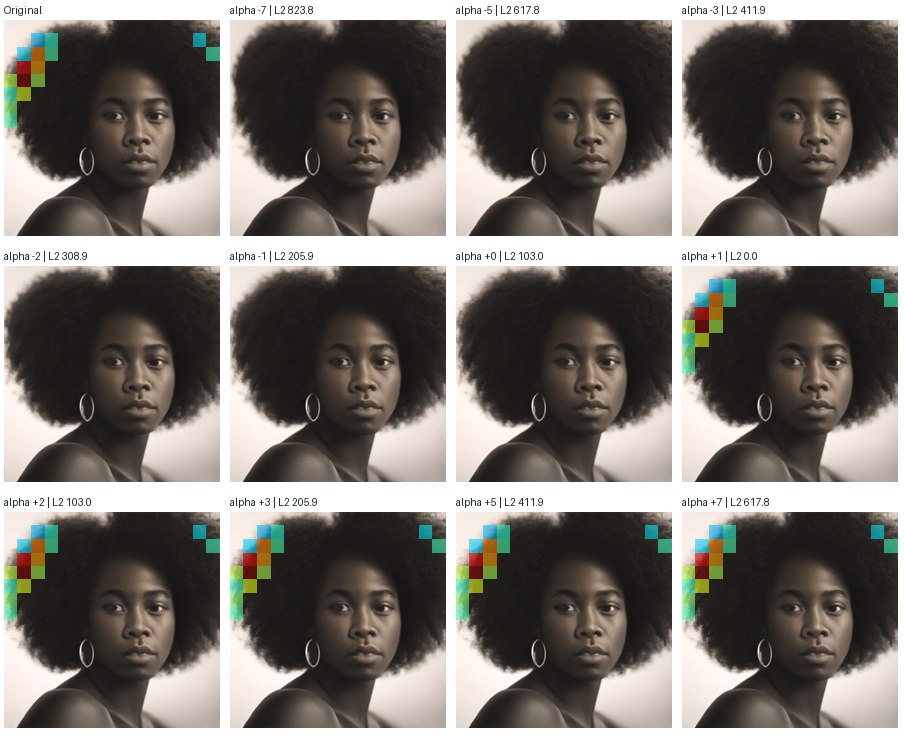 Original
alpha -7 | L2 823.8
alpha -5 | L2 617.8
alpha -3 | L2 411.9
alpha -2 | L2 308.9
alpha -1 | L2 205.9
alpha +0 | L2 103.0
alpha +1 | L2 0.0
alpha +2 | L2 103.0
alpha +3 | L2 205.9
alpha +5 | L2 411.9
alpha +7 | L2 617.8